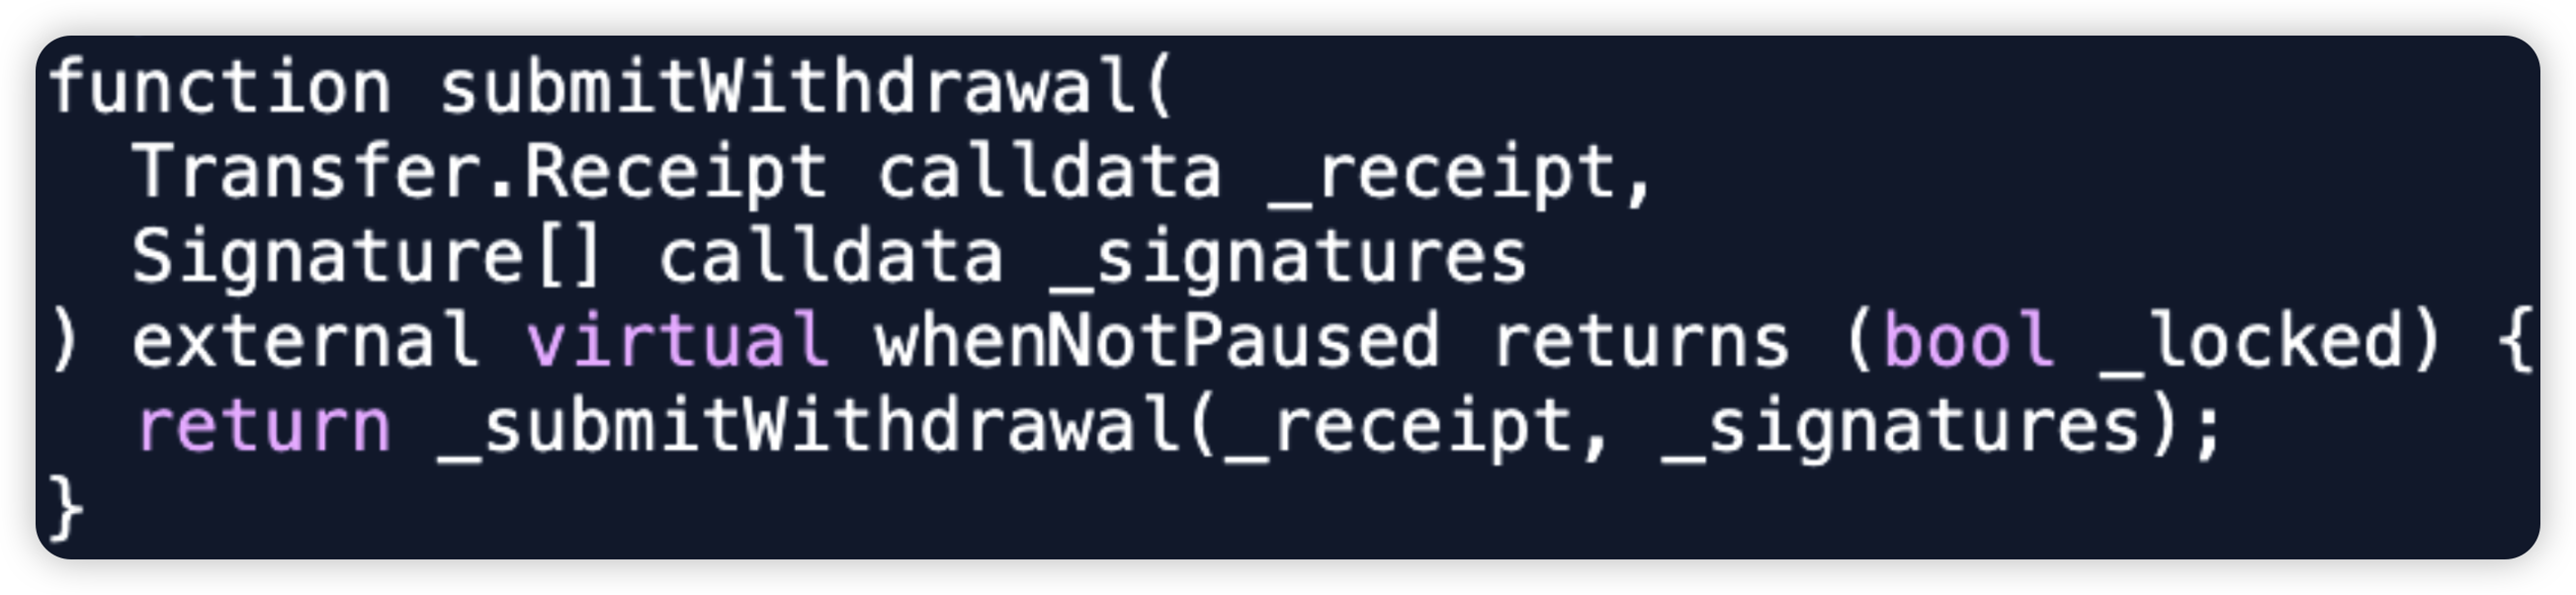 function submitWithdrawal(
  Transfer.Receipt calldata _receipt,
  Signature[] calldata _signatures
) external virtual whenNotPaused returns (bool _locked) {
  return _submitWithdrawal(_receipt, _signatures);
}